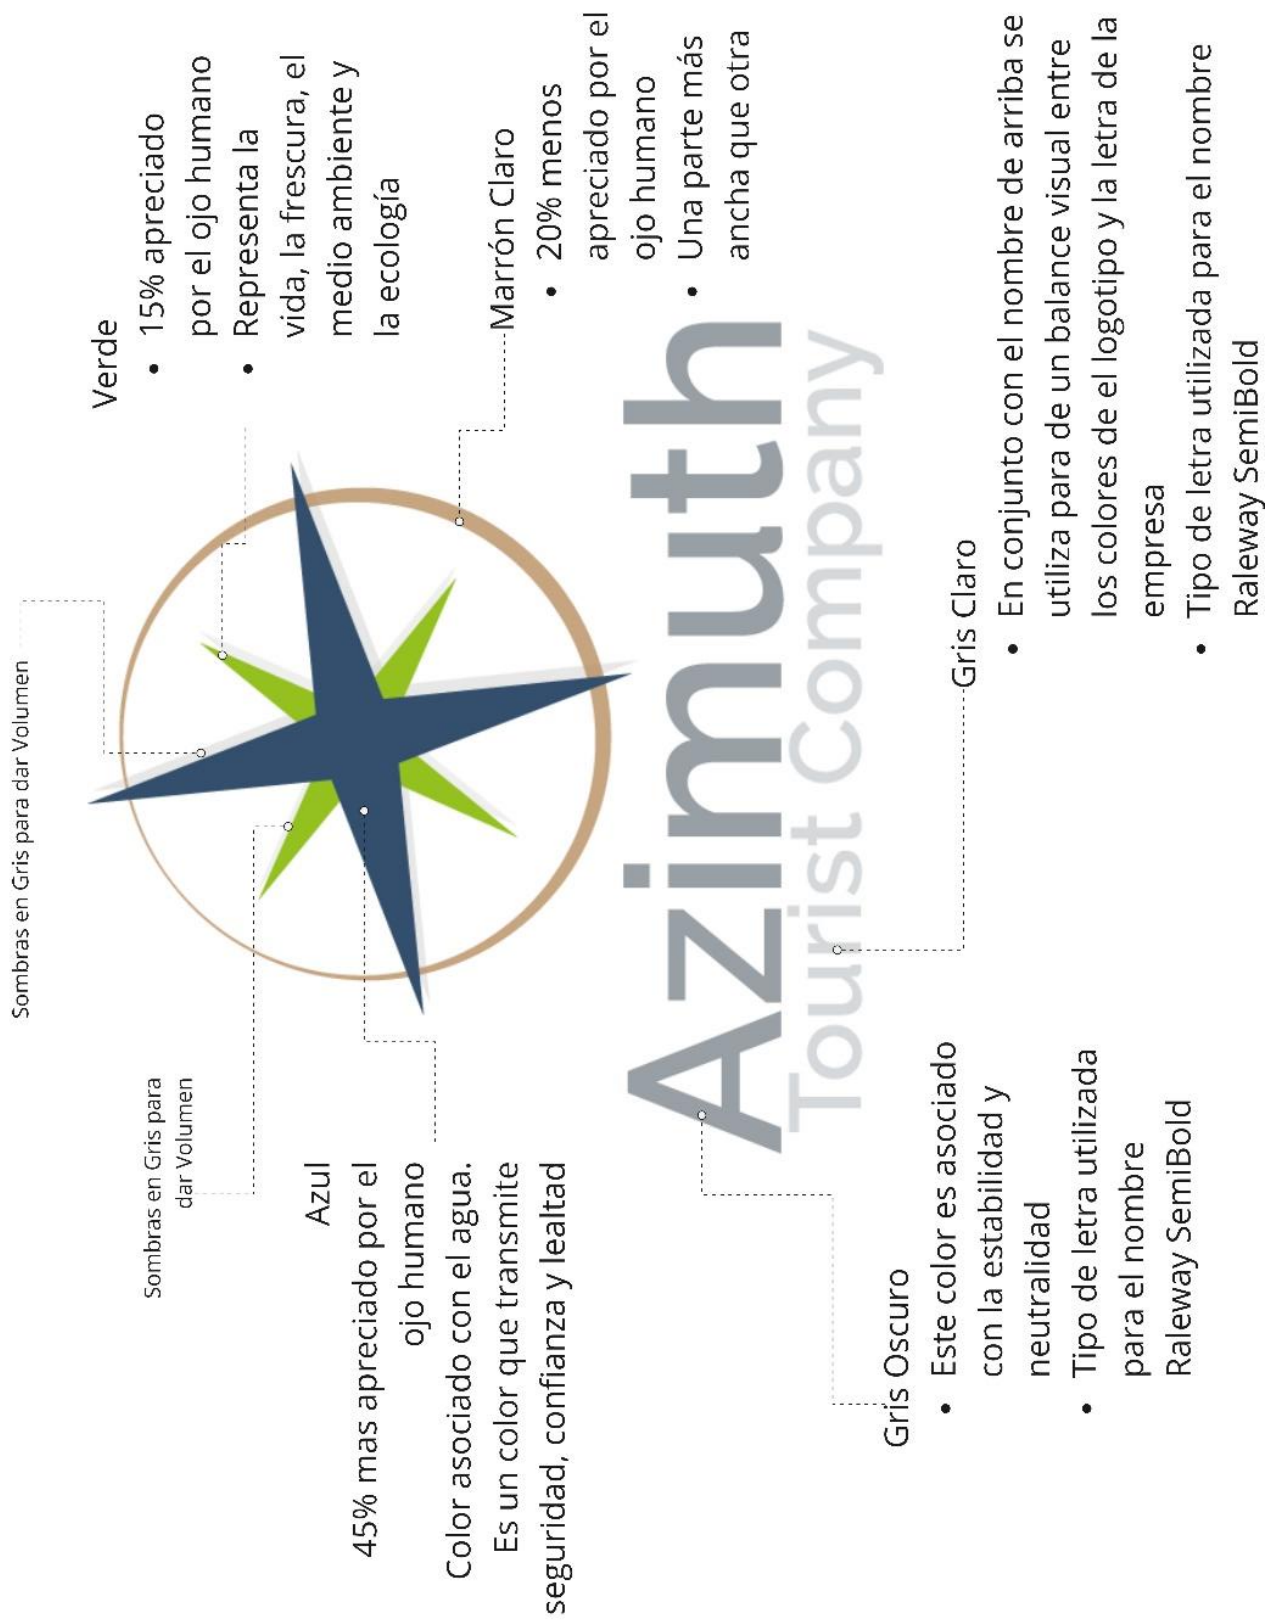 Sombras en Gris para dar Volumen
Sombras en Gris para
dar Volumen
Azul
45% mas apreciado por el
ojo humano
Color asociado con el agua.
Es un color que transmite
seguridad, confianza y lealtad
Verde
• 15% apreciado
por el ojo humano
• Representa la
vida, la frescura, el
medio ambiente y
la ecología
Marrón Claro
• 20% menos
apreciado por el
ojo humano
• Una parte más
ancha que otra
Azimuth
Tourist Company
Gris Oscuro
• Este color es asociado
con la estabilidad y
neutralidad
• Tipo de letra utilizada
para el nombre
Raleway SemiBold
Gris Claro
• En conjunto con el nombre de arriba se
utiliza para de un balance visual entre
los colores de el logotipo y la letra de la
empresa
• Tipo de letra utilizada para el nombre
Raleway SemiBold